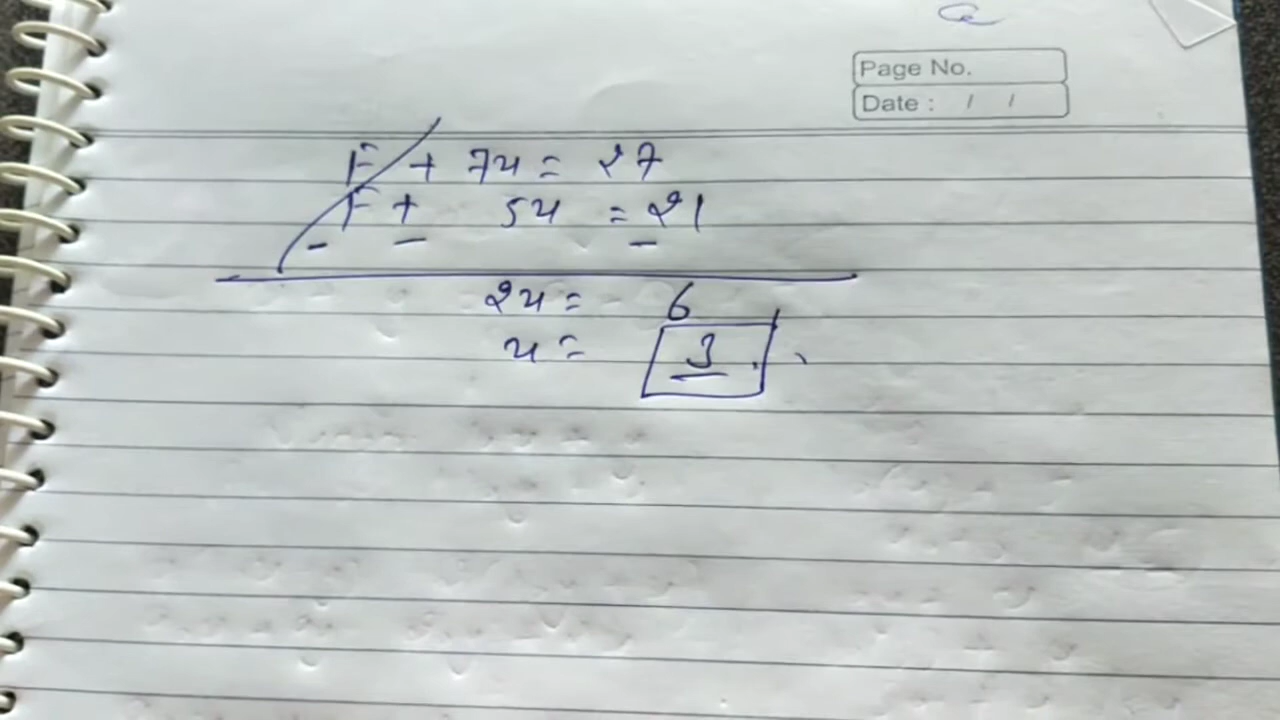 Page No.
Date : / /
F + 7x = 27
F + 5x = 21
- - -
2x = 6
x = 3